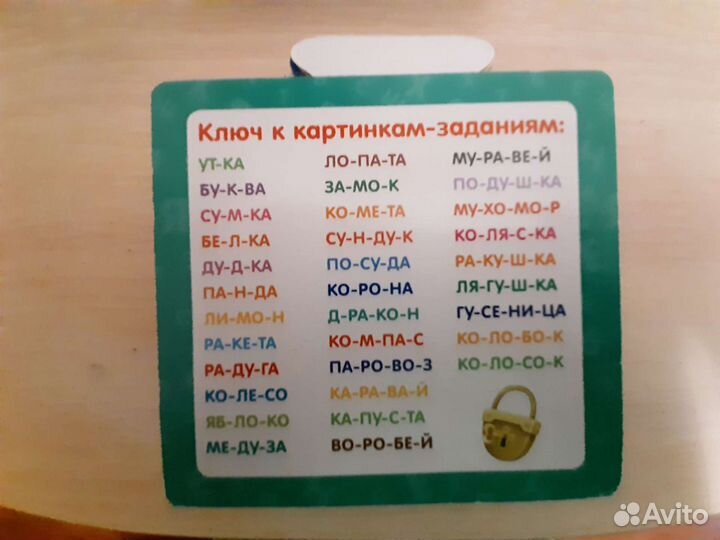 Ключ к картинкам-заданиям:
УТ-КА
БУ-К-ВА
СУ-М-КА
БЕ-Л-КА
ДУ-Д-КА
ПА-Н-ДА
ЛИ-МО-Н
РА-КЕ-ТА
РА-ДУ-ГА
КО-ЛЕ-СО
ЯБ-ЛО-КО
МЕ-ДУ-ЗА
ЛО-ПА-ТА
ЗА-МО-К
КО-МЕ-ТА
СУ-Н-ДУ-К
ПО-СУ-ДА
КО-РО-НА
Д-РА-КО-Н
КО-М-ПА-С
ПА-РО-ВО-З
КА-РА-ВА-Й
КА-ПУ-С-ТА
ВО-РО-БЕ-Й
МУ-РА-ВЕ-Й
ПО-ДУ-Ш-КА
МУ-ХО-МО-Р
КО-ЛЯ-С-КА
РА-КУ-Ш-КА
ЛЯ-ГУ-Ш-КА
ГУ-СЕ-НИ-ЦА
КО-ЛО-БО-К
КО-ЛО-СО-К
Avito